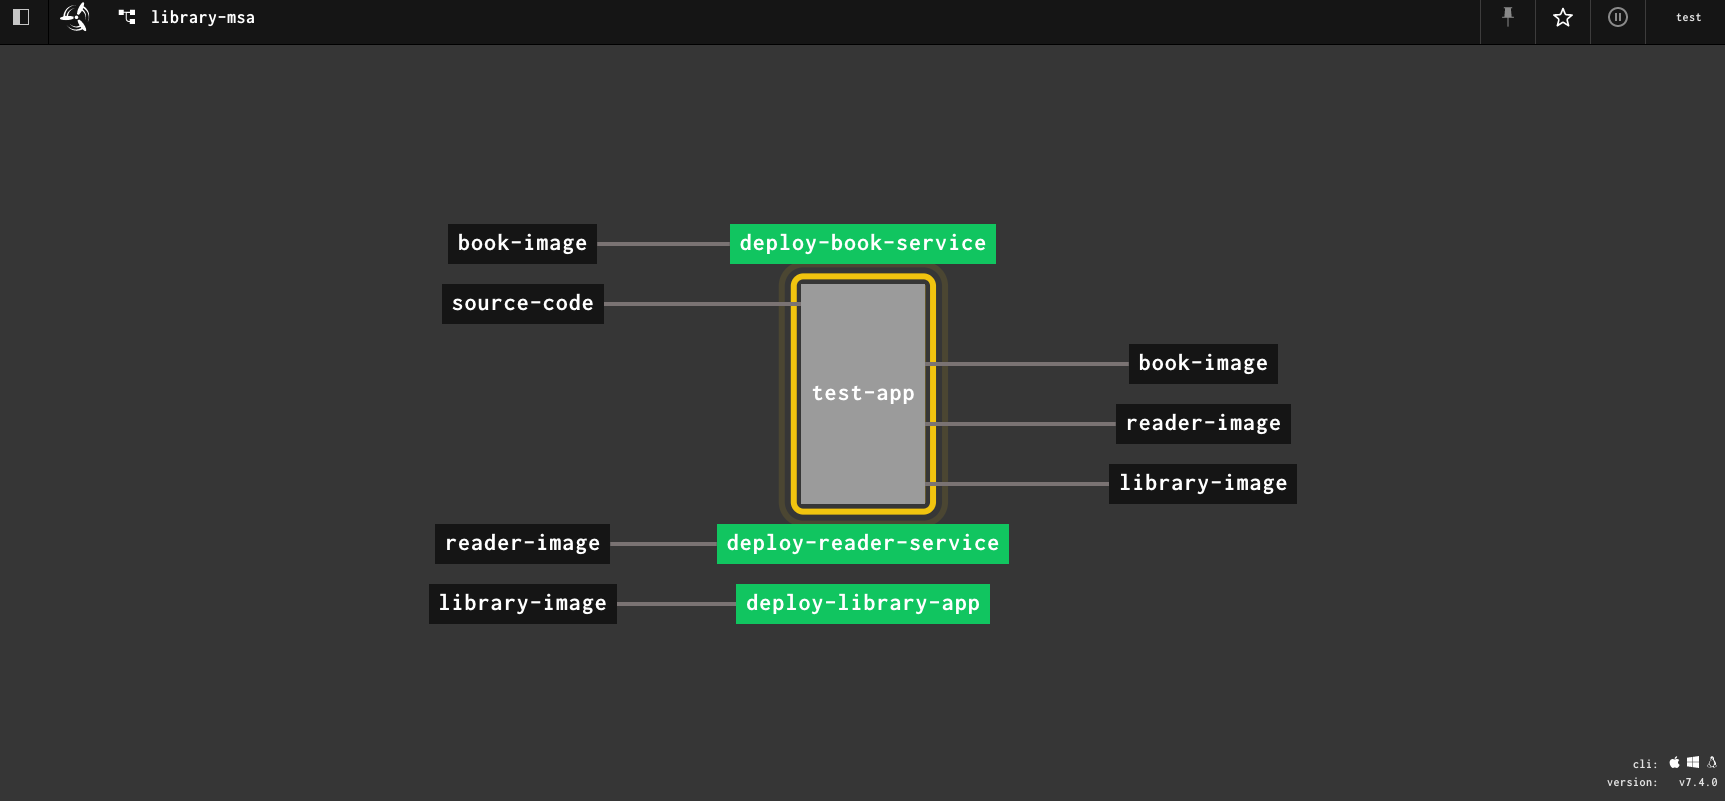 library-msa
test
book-image
deploy-book-service
source-code
test-app
book-image
reader-image
library-image
reader-image
deploy-reader-service
library-image
deploy-library-app
cli:
version: v7.4.0